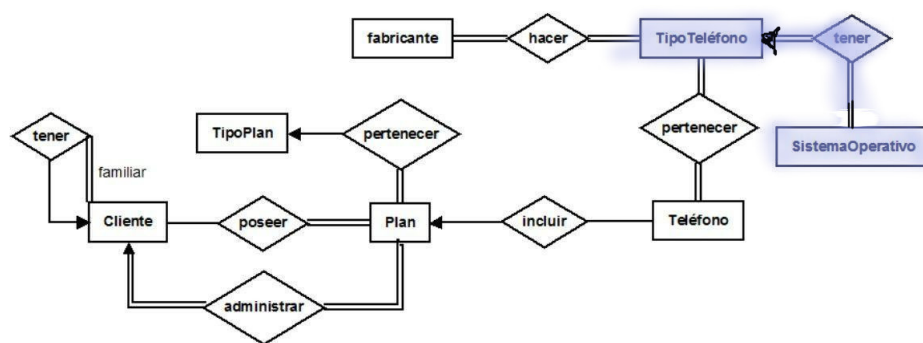 fabricante
hacer
TipoTeléfono
tener
tener
TipoPlan
pertenecer
pertenecer
SistemaOperativo
familiar
Cliente
poseer
Plan
incluir
Teléfono
administrar